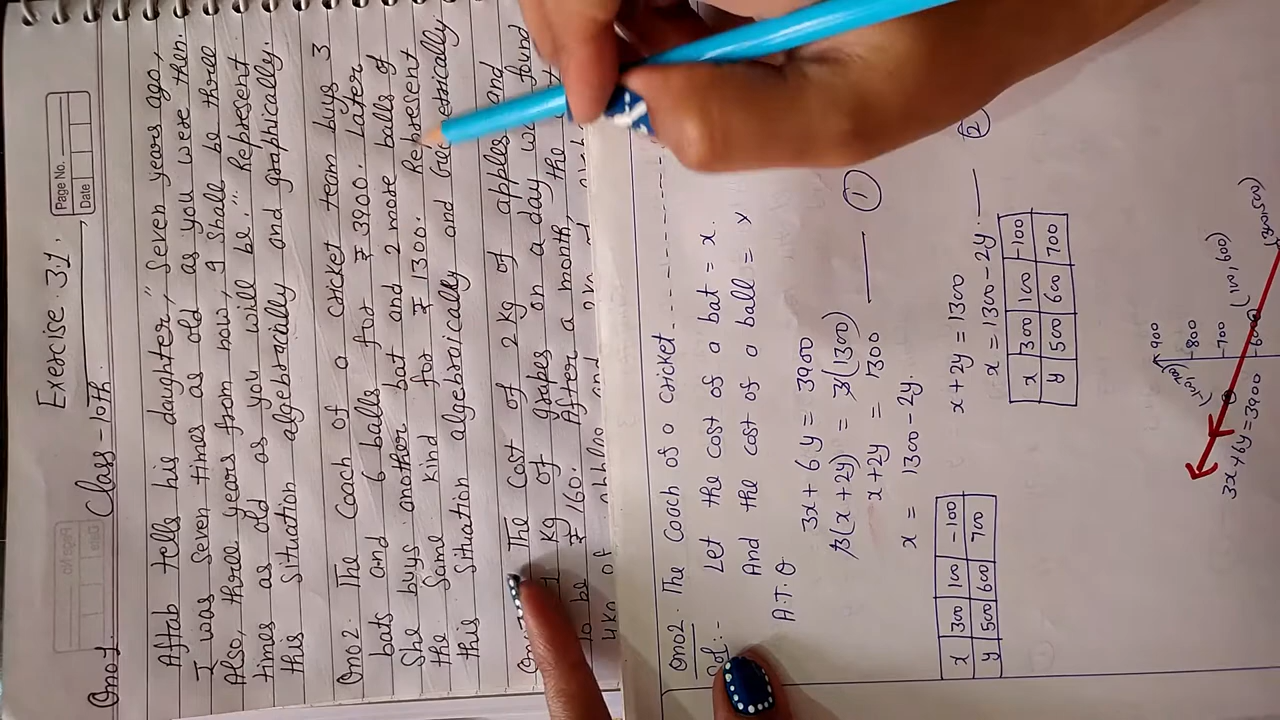 Exercise 3.1.
Page No.
Date
Class-10th.
Qno1.
Aftab tells his daughter, "Seven years ago,
I was seven times as old as you were then.
Also, three years from now, I shall be three
times as old as you will be." Represent
this situation algebraically and graphically.
Qno2. The Coach of a cricket team buys 3
bats and 6 balls for ₹ 3900. Later
She buys another bat and 2 more balls of
the Same kind for ₹ 1300. Represent
this situation algebraically and
The Cost of 2 kg of apples and
kg of grapes on a day found
to be ₹ 160. After a month, the
4kg of
Qno2. The Coach of a cricket
Sol:- Let the cost of a bat = x.
And the cost of a ball = y
A.T.Q
3x + 6y = 3900
3(x + 2y) = 3(1300)
x + 2y = 1300 ①
x = 1300 - 2y.
x 300 100 -100
y 500 600 700
x + 2y = 1300
x = 1300 - 2y. ②
x 300 100 -100
y 500 600 700
900
800
700
600
(100, 600)
(300, 500)
3x + 6y = 3900